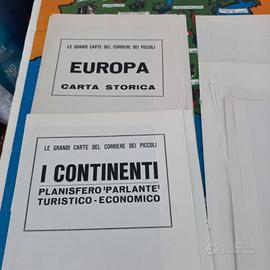 LE GRANDI CARTE DEL CORRIERE DEI PICCOLI
EUROPA
CARTA STORICA
LE GRANDI CARTE DEL CORRIERE DEI PICCOLI
I CONTINENTI
PLANISFERO 'PARLANTE'
TURISTICO-ECONOMICO
subito